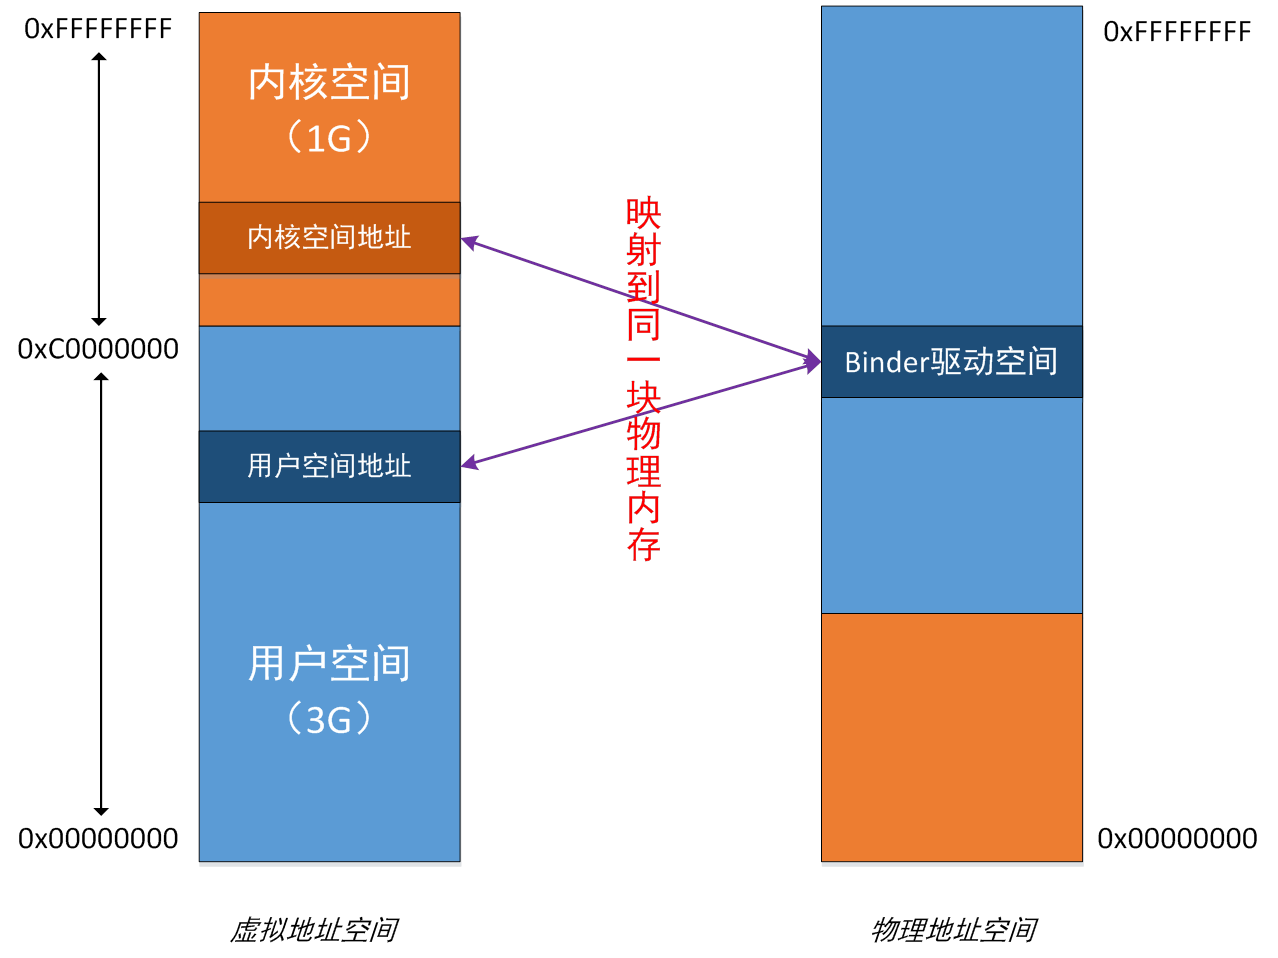 0xFFFFFFFF
内核空间
（1G）
内核空间地址
0xC0000000
用户空间地址
用户空间
（3G）
0x00000000
虚拟地址空间
映射到同一块物理内存
0xFFFFFFFF
Binder驱动空间
0x00000000
物理地址空间